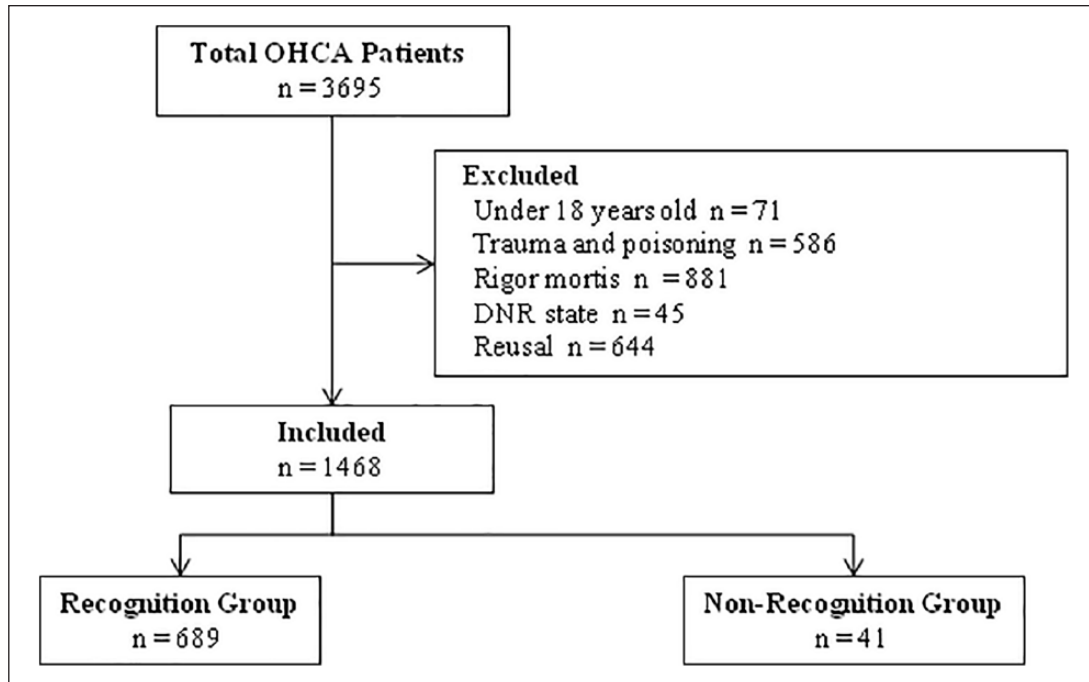 Total OHCA Patients
n = 3695
Excluded
Under 18 years old n = 71
Trauma and poisoning n = 586
Rigor mortis n = 881
DNR state n = 45
Reusal n = 644
Included
n = 1468
Recognition Group
n = 689
Non-Recognition Group
n = 41